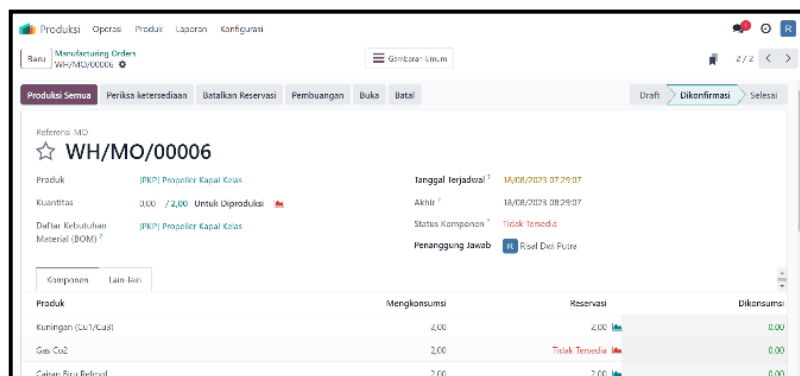 Produksi Operasi Produk Laporan Konfigurasi R
Baru Manufacturing Orders
WH/MO/00006
Gambaran Umum
2 / 2
Produksi Semua Periksa ketersediaan Batalkan Reservasi Pembuangan Buka Batal Draft Dikonfirmasi Selesai
Referensi MO
WH/MO/00006
Produk [PKP] Propeller Kapal Kelas Tanggal Terjadwal ? 18/08/2023 07:29:07
Kuantitas 0,00 / 2,00 Untuk Diproduksi Akhir ? 18/08/2023 08:29:07
Daftar Kebutuhan Material (BOM) ? [PKP] Propeller Kapal Kelas Status Komponen ? Tidak Tersedia
Penanggung Jawab R Risal Dwi Putra
Komponen Lain-lain
Produk Mengkonsumsi Reservasi Dikonsumsi
Kuningan (Cu1/Cu3) 2,00 2,00 0,00
Gas Co2 2,00 Tidak Tersedia 0,00
Cairan Biru 2,00 2,00 0,00